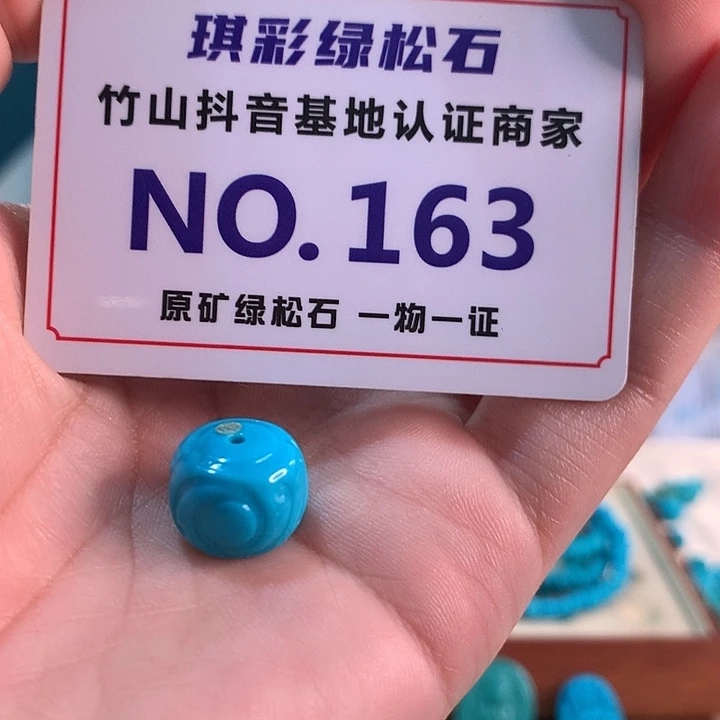 琪彩绿松石
竹山抖音基地认证商家
NO.163
原矿绿松石 一物一证